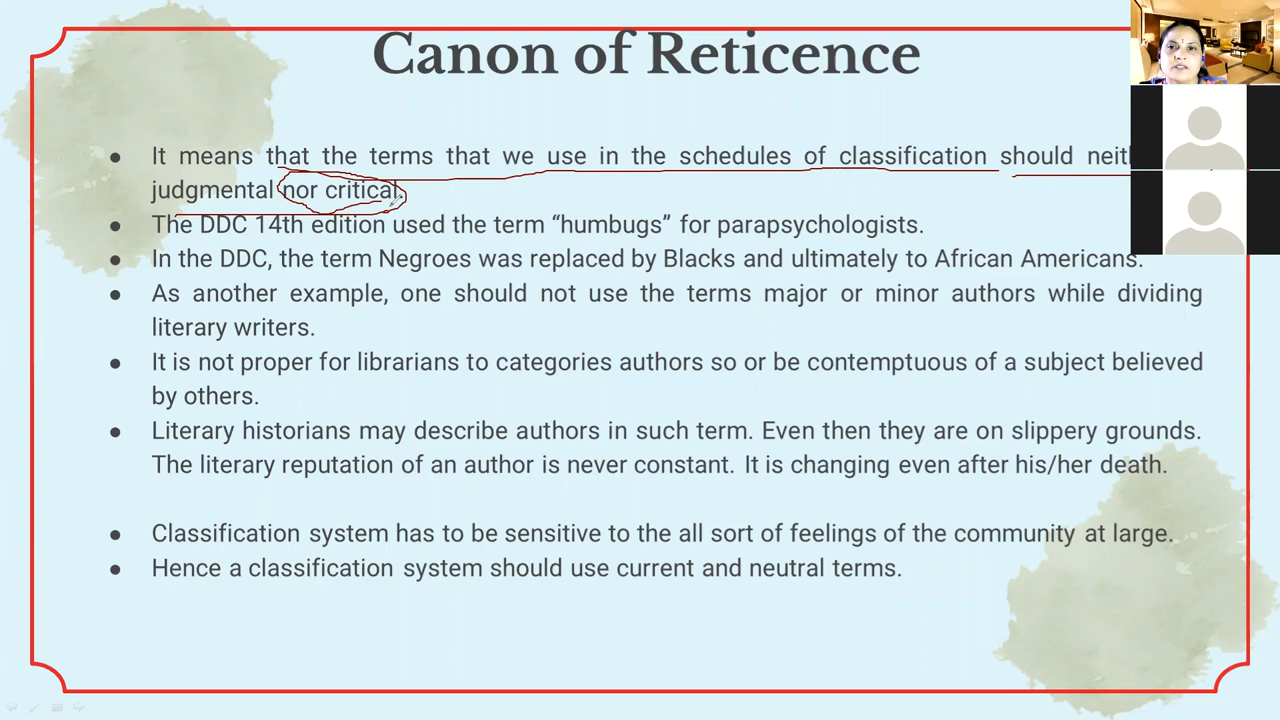 Canon of Reticence
● It means that the terms that we use in the schedules of classification should
judgmental nor critical.
● The DDC 14th edition used the term “humbugs” for parapsychologists.
● In the DDC, the term Negroes was replaced by Blacks and ultimately to African Americans.
● As another example, one should not use the terms major or minor authors while dividing
literary writers.
● It is not proper for librarians to categories authors so or be contemptuous of a subject believed
by others.
● Literary historians may describe authors in such term. Even then they are on slippery grounds.
The literary reputation of an author is never constant. It is changing even after his/her death.
● Classification system has to be sensitive to the all sort of feelings of the community at large.
● Hence a classification system should use current and neutral terms.